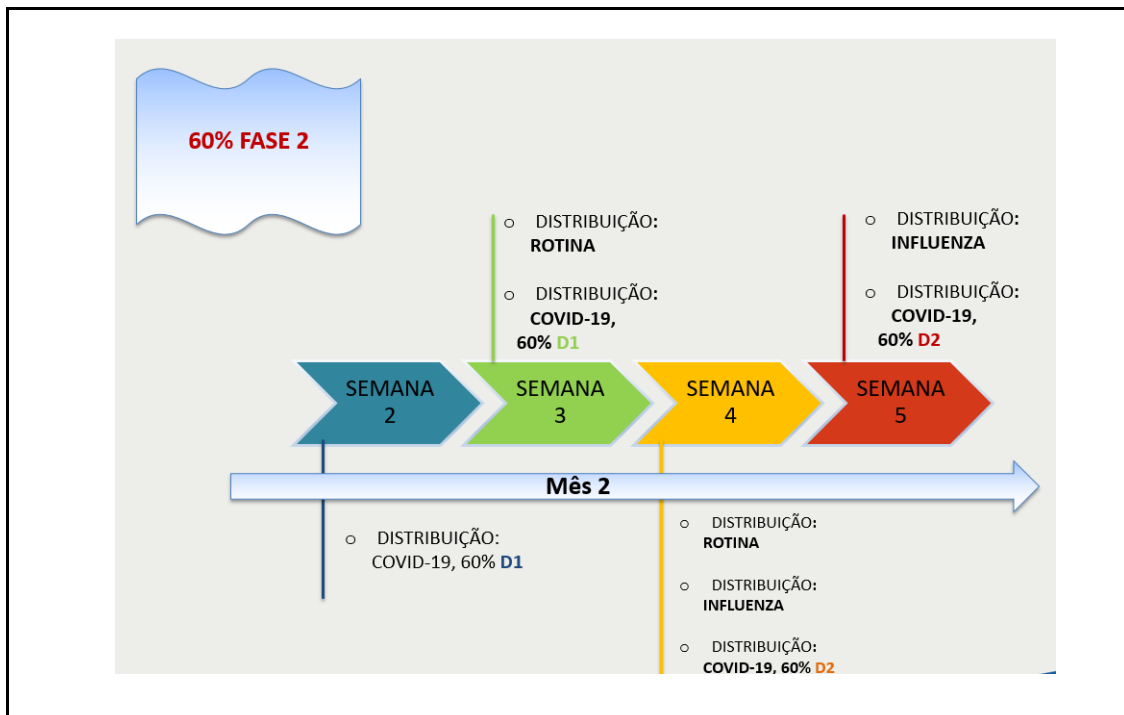 60% FASE 2
o DISTRIBUIÇÃO:
ROTINA
o DISTRIBUIÇÃO:
COVID-19,
60% D1
o DISTRIBUIÇÃO:
INFLUENZA
o DISTRIBUIÇÃO:
COVID-19,
60% D2
SEMANA
2
SEMANA
3
SEMANA
4
SEMANA
5
Mês 2
o DISTRIBUIÇÃO:
COVID-19, 60% D1
o DISTRIBUIÇÃO:
ROTINA
o DISTRIBUIÇÃO:
INFLUENZA
o DISTRIBUIÇÃO:
COVID-19, 60% D2